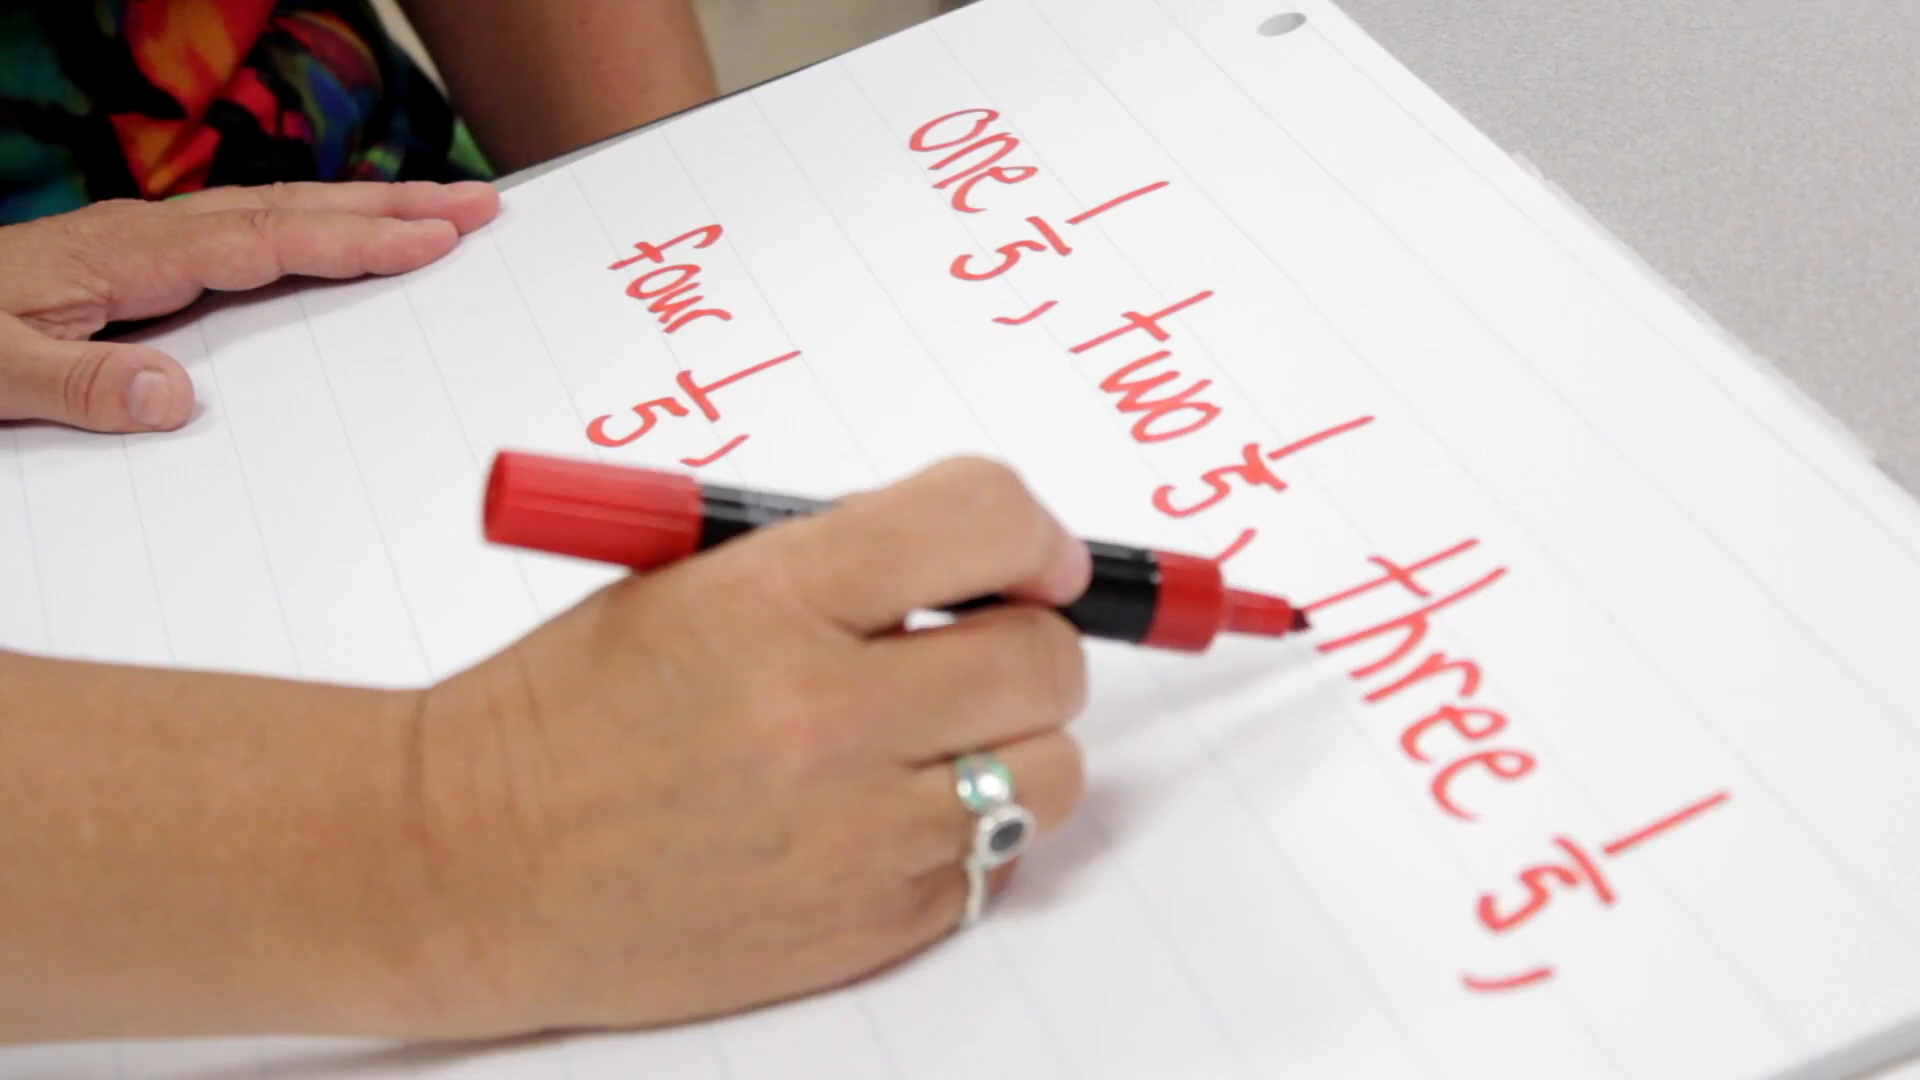 one 1/5, two 1/5, three 1/5,
four 1/5,